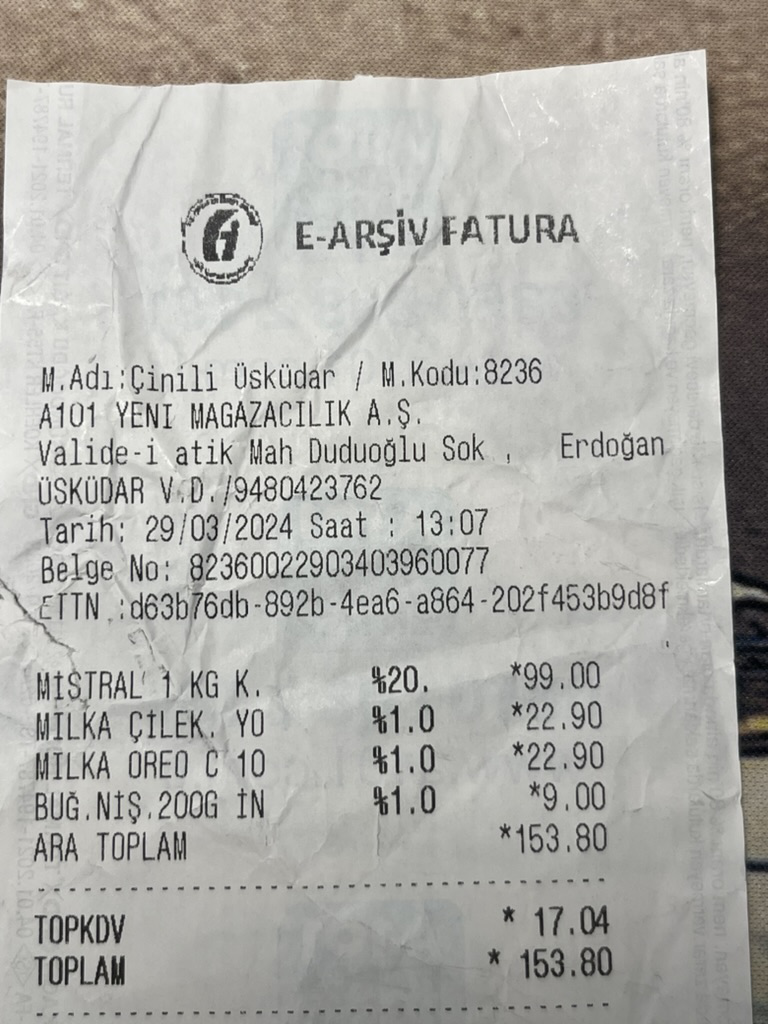 E-ARŞİV FATURA
M.Adı:Çinili Üsküdar / M.Kodu:8236
A101 YENI MAGAZACILIK A.Ş.
Valide-i atik Mah Duduoğlu Sok , Erdoğan
ÜSKÜDAR V.D./9480423762
Tarih: 29/03/2024 Saat : 13:07
Belge No: 82360022903403960077
ETTN :d63b76db-892b-4ea6-a864-202f453b9d8f
MİSTRAL 1 KG K. %20. *99.00
MILKA ÇİLEK. YO %1.0 *22.90
MILKA OREO C 10 %1.0 *22.90
BUĞ.NİŞ.200G İN %1.0 *9.00
ARA TOPLAM *153.80
TOPKDV * 17.04
TOPLAM * 153.80